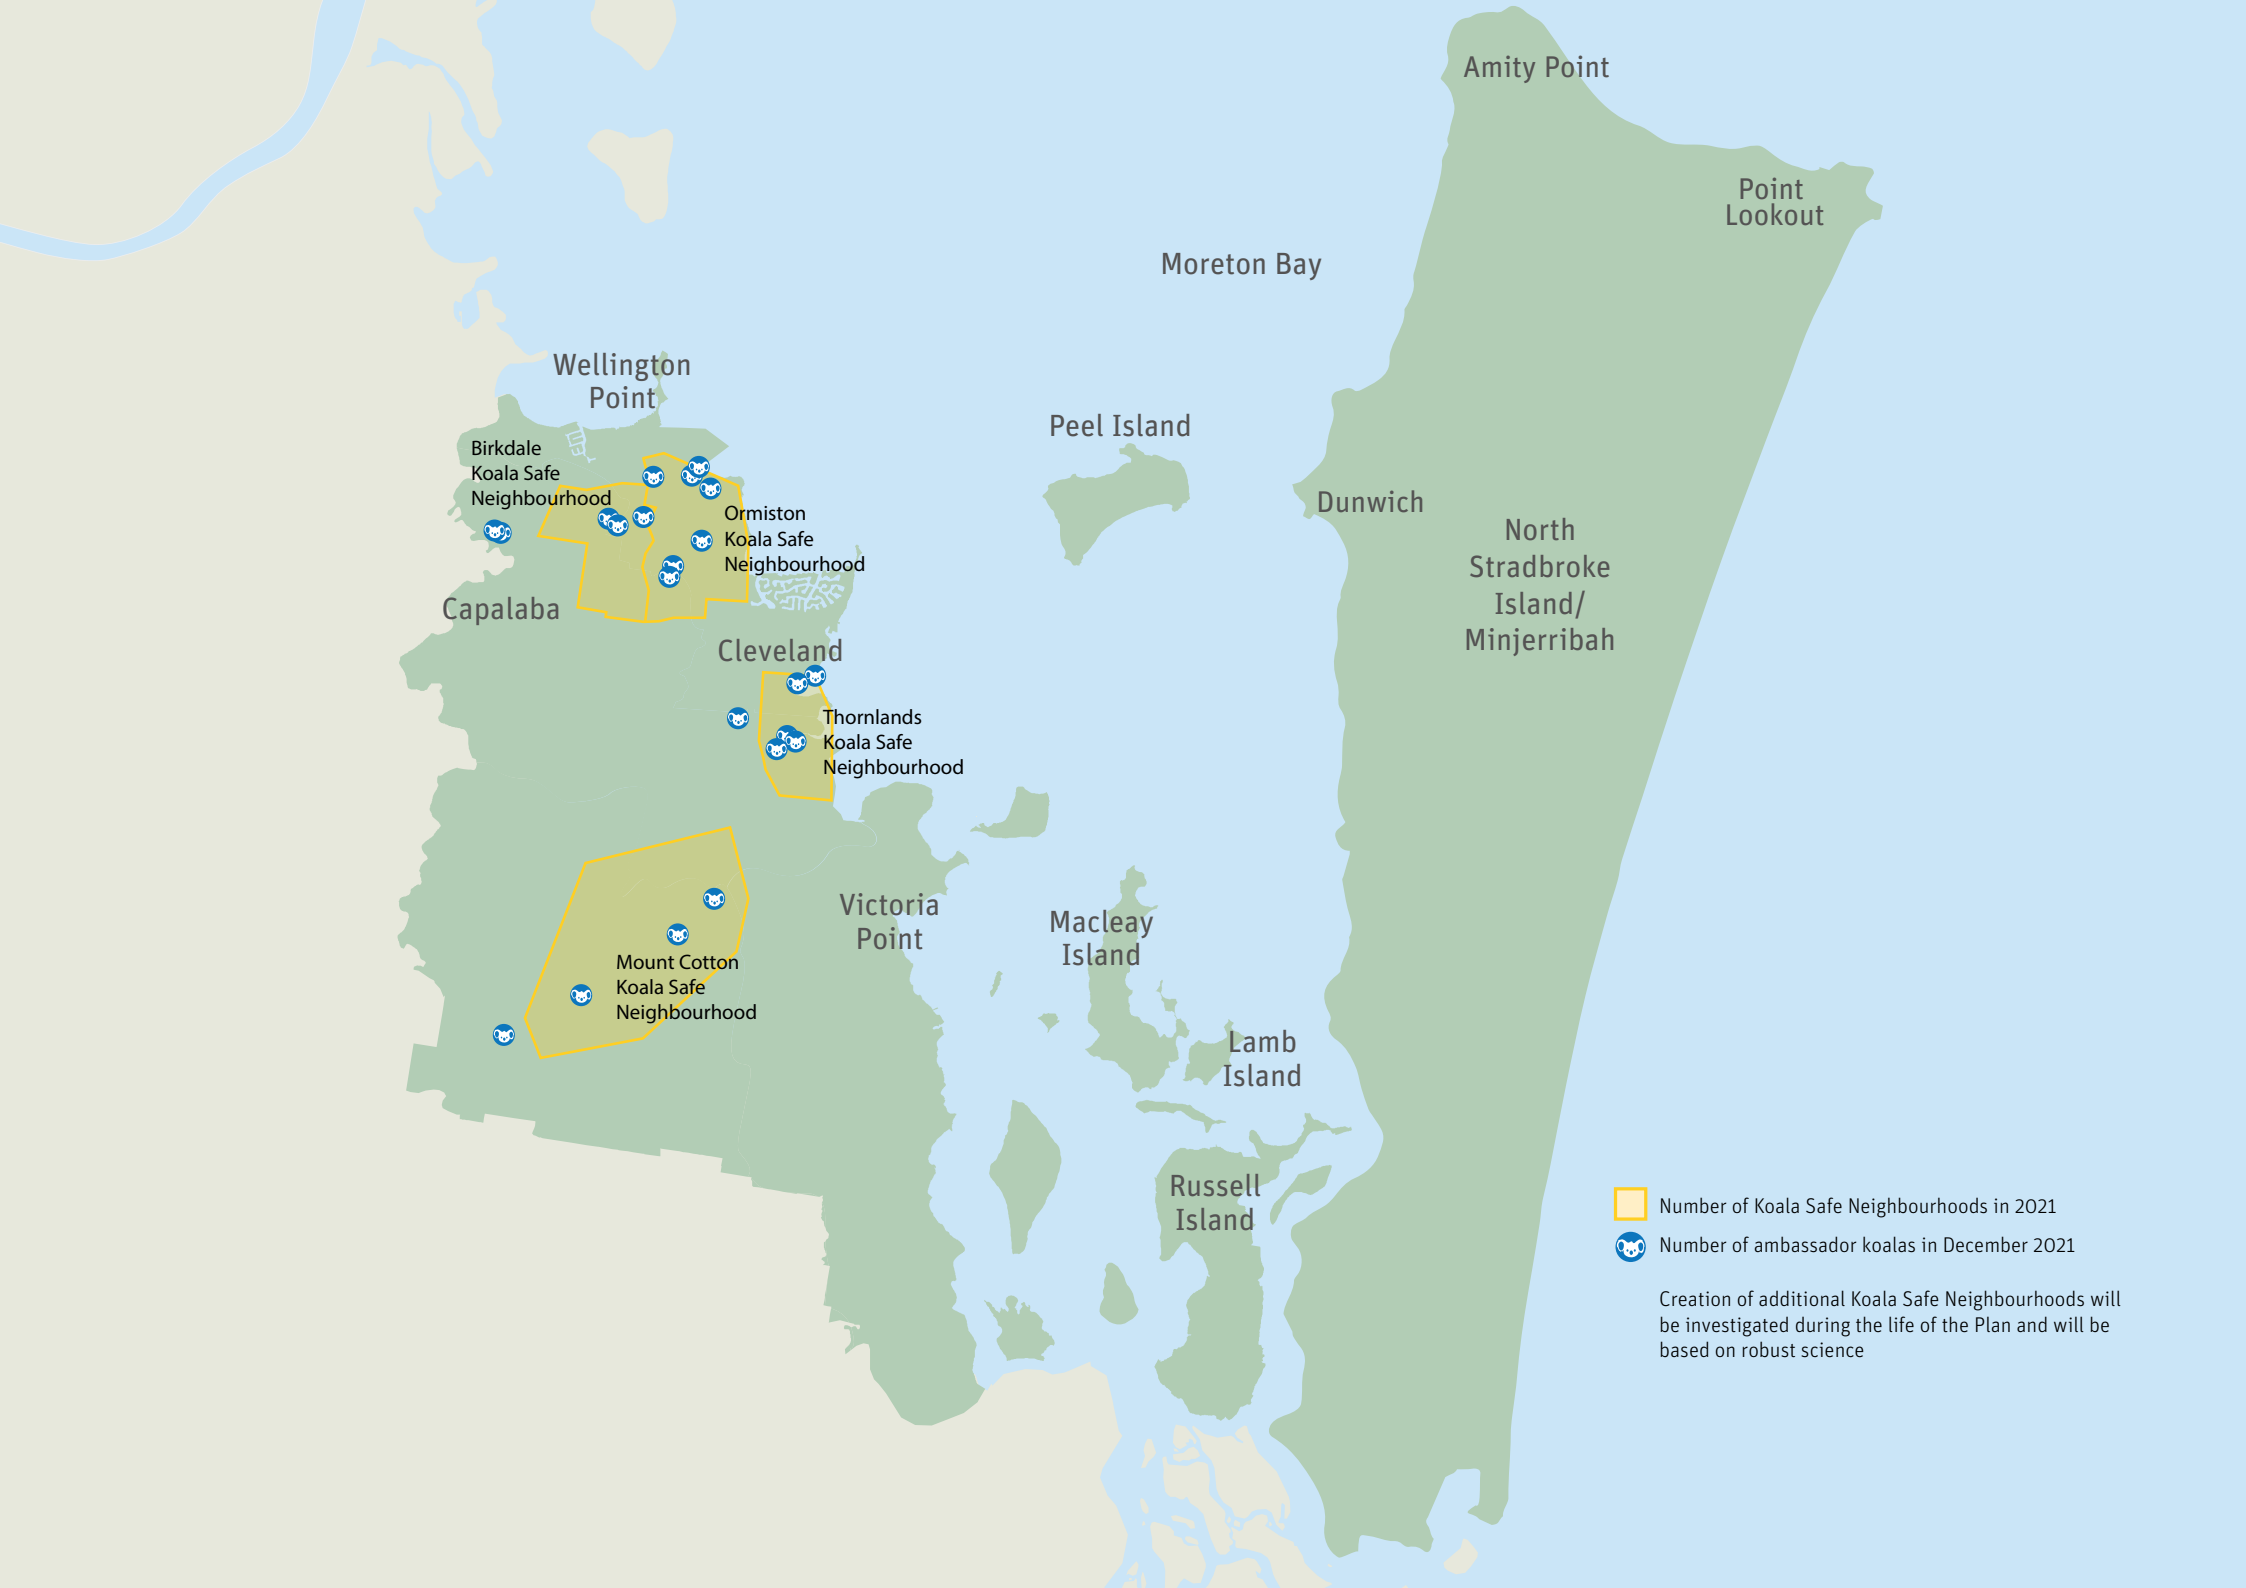 Amity Point
Point
Lookout
Moreton Bay
Wellington
Point
Peel Island
Birkdale
Koala Safe
Neighbourhood
Dunwich
Ormiston
Koala Safe
Neighbourhood
North
Stradbroke
Island/
Minjerribah
Capalaba
Cleveland
Thornlands
Koala Safe
Neighbourhood
Victoria
Point
Macleay
Island
Mount Cotton
Koala Safe
Neighbourhood
Lamb
Island
Russell
Island
Number of Koala Safe Neighbourhoods in 2021
Number of ambassador koalas in December 2021
Creation of additional Koala Safe Neighbourhoods will
be investigated during the life of the Plan and will be
based on robust science